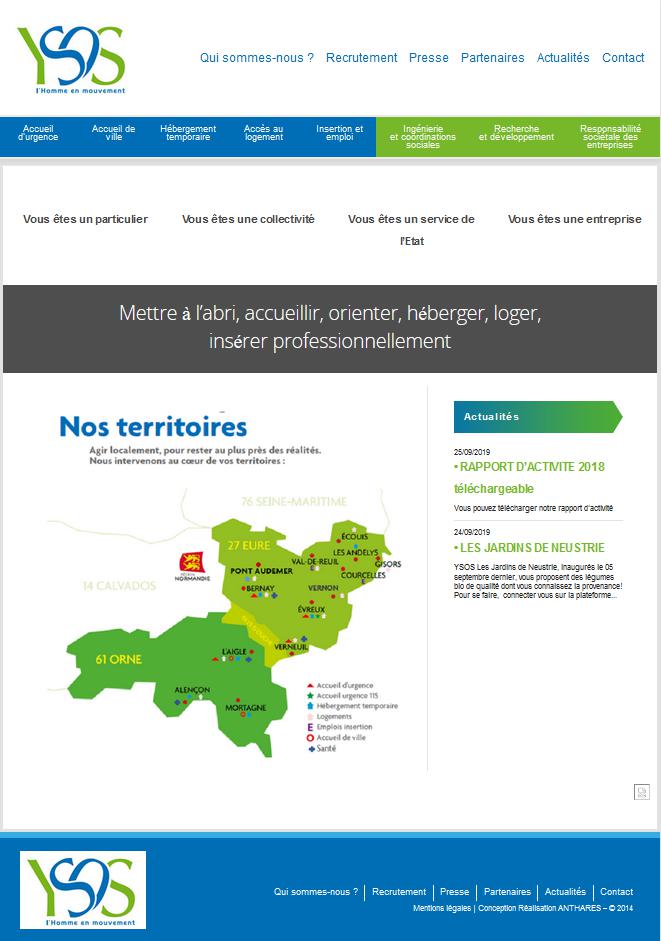 YSOS
l'Homme en mouvement
Qui sommes-nous ? Recrutement Presse Partenaires Actualités Contact
Accueil d'urgence
Accueil de ville
Hébergement temporaire
Accès au logement
Insertion et emploi
Ingénierie et coordinations sociales
Recherche et développement
Responsabilité sociétale des entreprises
Vous êtes un particulier
Vous êtes une collectivité
Vous êtes un service de l'Etat
Vous êtes une entreprise
Mettre à l'abri, accueillir, orienter, héberger, loger,
insérer professionnellement
Nos territoires
Agir localement, pour rester au plus près des réalités.
Nous intervenons au cœur de vos territoires :
76 SEINE-MARITIME
27 EURE
ÉCOUIS
LES ANDELYS
VAL-DE-REUIL
GISORS
PONT AUDEMER
COURCELLES
NORMANDIE
14 CALVADOS
BERNAY
VERNON
ÉVREUX
VERNEUIL
61 ORNE
L'AIGLE
ALENÇON
MORTAGNE
Accueil d'urgence
Accueil urgence 115
Hébergement temporaire
Logements
E Emplois insertion
Accueil de ville
Santé
Actualités
25/09/2019
• RAPPORT D'ACTIVITE 2018
téléchargeable
Vous pouvez télécharger notre rapport d'activité
24/09/2019
• LES JARDINS DE NEUSTRIE
YSOS Les Jardins de Neustrie, inaugurés le 05
septembre dernier, vous proposent des légumes
bio de qualité dont vous connaissez la provenance!
Pour se faire, connecter vous sur la plateforme...
YSOS
l'Homme en mouvement
Qui sommes-nous ? | Recrutement | Presse | Partenaires | Actualités | Contact
Mentions légales | Conception Réalisation ANTHARES – © 2014